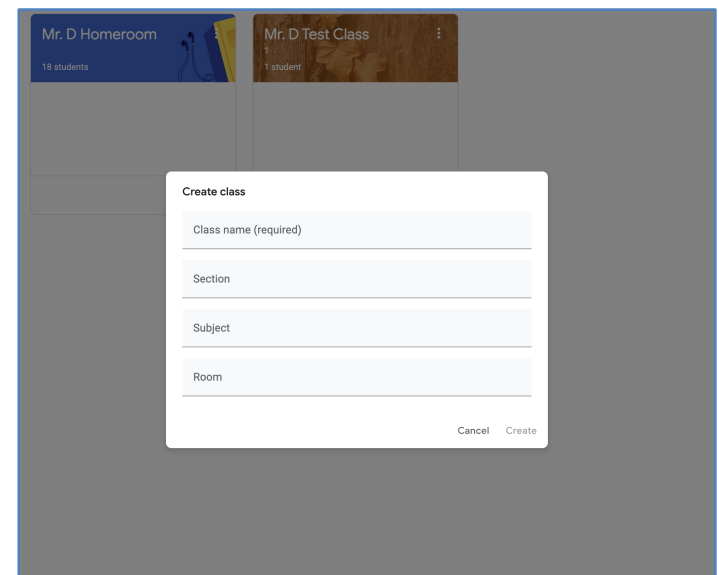 Mr. D Homeroom
18 students
Mr. D Test Class
1
1 student
Create class
Class name (required)
Section
Subject
Room
Cancel Create